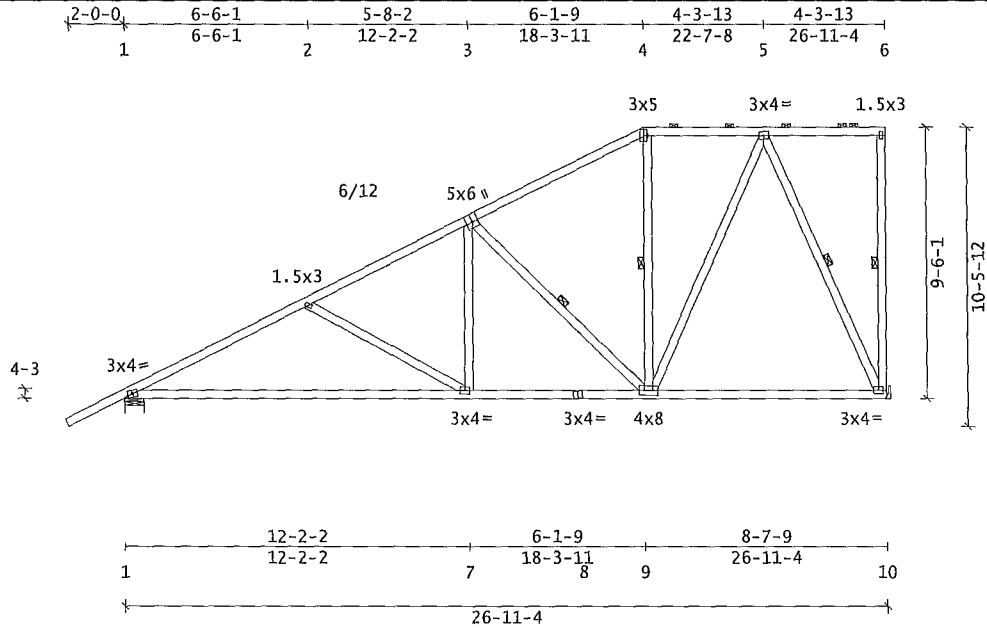 2-0-0 6-6-1 5-8-2 6-1-9 4-3-13 4-3-13
6-6-1 12-2-2 18-3-11 22-7-8 26-11-4
1 2 3 4 5 6
3x5 3x4= 1.5x3
6/12 5x6
1.5x3
9-6-1
10-5-12
4-3
3x4=
3x4= 3x4= 4x8 3x4=
12-2-2 6-1-9 8-7-9
12-2-2 18-3-11 26-11-4
1 7 8 9 10
26-11-4